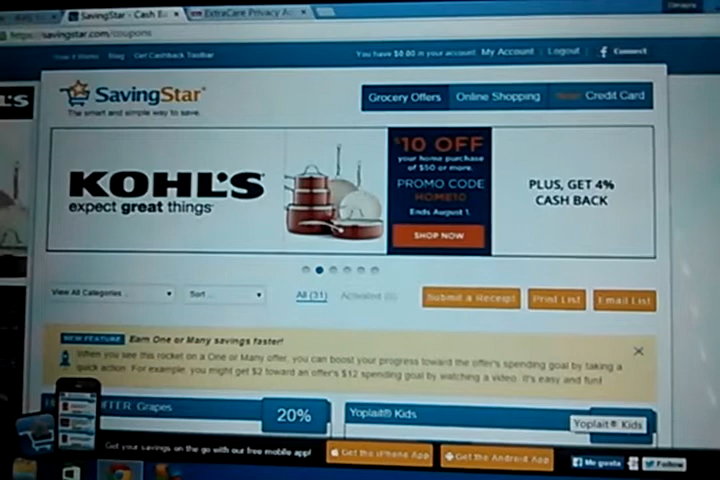 SavingStar - Cash B
ExtraCare Privacy
https://savingstar.com/coupons
How it Works Blog Get Cashback Toolbar
You have $0.00 in your account My Account Logout Connect
SavingStar
The smart and simple way to save.
Grocery Offers Online Shopping New Credit Card
L'S
KOHL'S
expect great things
$10 OFF
your home purchase
of $50 or more.
PROMO CODE
HOME10
Ends August 1.
SHOP NOW
PLUS, GET 4%
CASH BACK
View All Categories... Sort... All (31) Activated (0) Submit a Receipt Print List Email List
NEW FEATURE Earn One or Many savings faster!
When you see this rocket on a One or Many offer, you can boost your progress toward the offer's spending goal by taking a
quick action. For example, you might get $2 toward an offer's $12 spending goal by watching a video. It's easy and fun!
OFFER Grapes 20% Yoplait® Kids
Yoplait® Kids
Get your savings on the go with our free mobile app! Get the iPhone App Get the Android App
Me gusta Follow